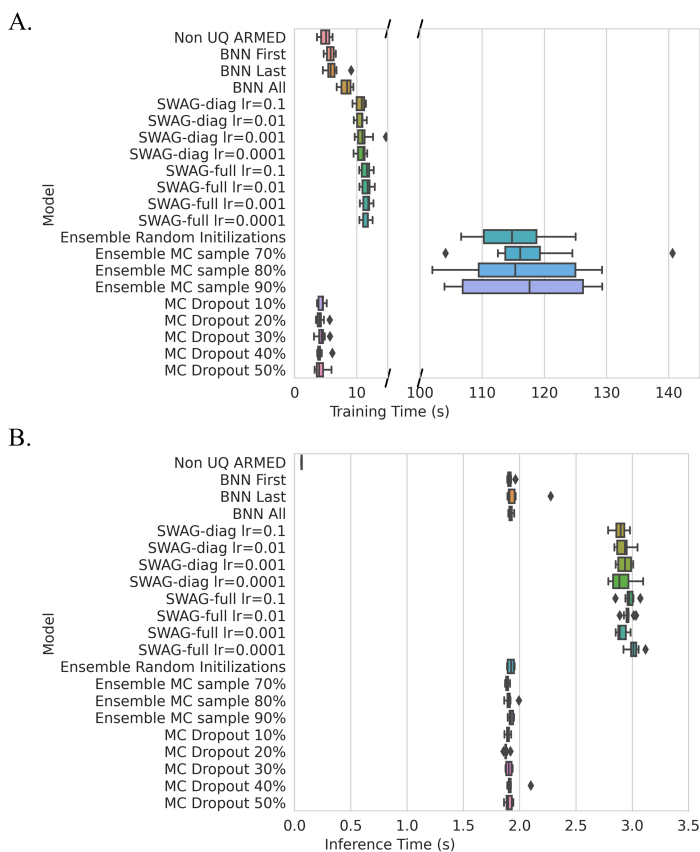 A.
Non UQ ARMED
BNN First
BNN Last
BNN All
SWAG-diag lr=0.1
SWAG-diag lr=0.01
SWAG-diag lr=0.001
SWAG-diag lr=0.0001
SWAG-full lr=0.1
SWAG-full lr=0.01
SWAG-full lr=0.001
SWAG-full lr=0.0001
Ensemble Random Initilizations
Ensemble MC sample 70%
Ensemble MC sample 80%
Ensemble MC sample 90%
MC Dropout 10%
MC Dropout 20%
MC Dropout 30%
MC Dropout 40%
MC Dropout 50%
Model
0 10 100 110 120 130 140
Training Time (s)
B.
Non UQ ARMED
BNN First
BNN Last
BNN All
SWAG-diag lr=0.1
SWAG-diag lr=0.01
SWAG-diag lr=0.001
SWAG-diag lr=0.0001
SWAG-full lr=0.1
SWAG-full lr=0.01
SWAG-full lr=0.001
SWAG-full lr=0.0001
Ensemble Random Initilizations
Ensemble MC sample 70%
Ensemble MC sample 80%
Ensemble MC sample 90%
MC Dropout 10%
MC Dropout 20%
MC Dropout 30%
MC Dropout 40%
MC Dropout 50%
Model
0.0 0.5 1.0 1.5 2.0 2.5 3.0 3.5
Inference Time (s)